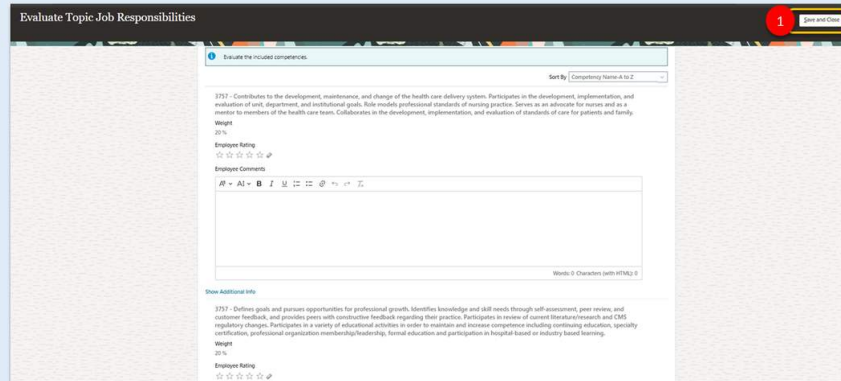 Evaluate Topic Job Responsibilities
1
Save and Close
Evaluate the included competencies.
Sort By Competency Name-A to Z
3757 - Contributes to the development, maintenance, and change of the health care delivery system. Participates in the development, implementation, and
evaluation of unit, department, and institutional goals. Role models professional standards of nursing practice. Serves as an advocate for nurses and as a
mentor to members of the health care team. Collaborates in the development, implementation, and evaluation of standards of care for patients and family.
Weight
20 %
Employee Rating
Employee Comments
B I U
Words: 0 Characters (with HTML): 0
Show Additional Info
3757 - Defines goals and pursues opportunities for professional growth. Identifies knowledge and skill needs through self-assessment, peer review, and
customer feedback, and provides peers with constructive feedback regarding their practice. Participates in review of current literature/research and CMS
regulatory changes. Participates in a variety of educational activities in order to maintain and increase competence including continuing education, specialty
certification, professional organization membership/leadership, formal education and participation in hospital-based or industry based learning.
Weight
20 %
Employee Rating